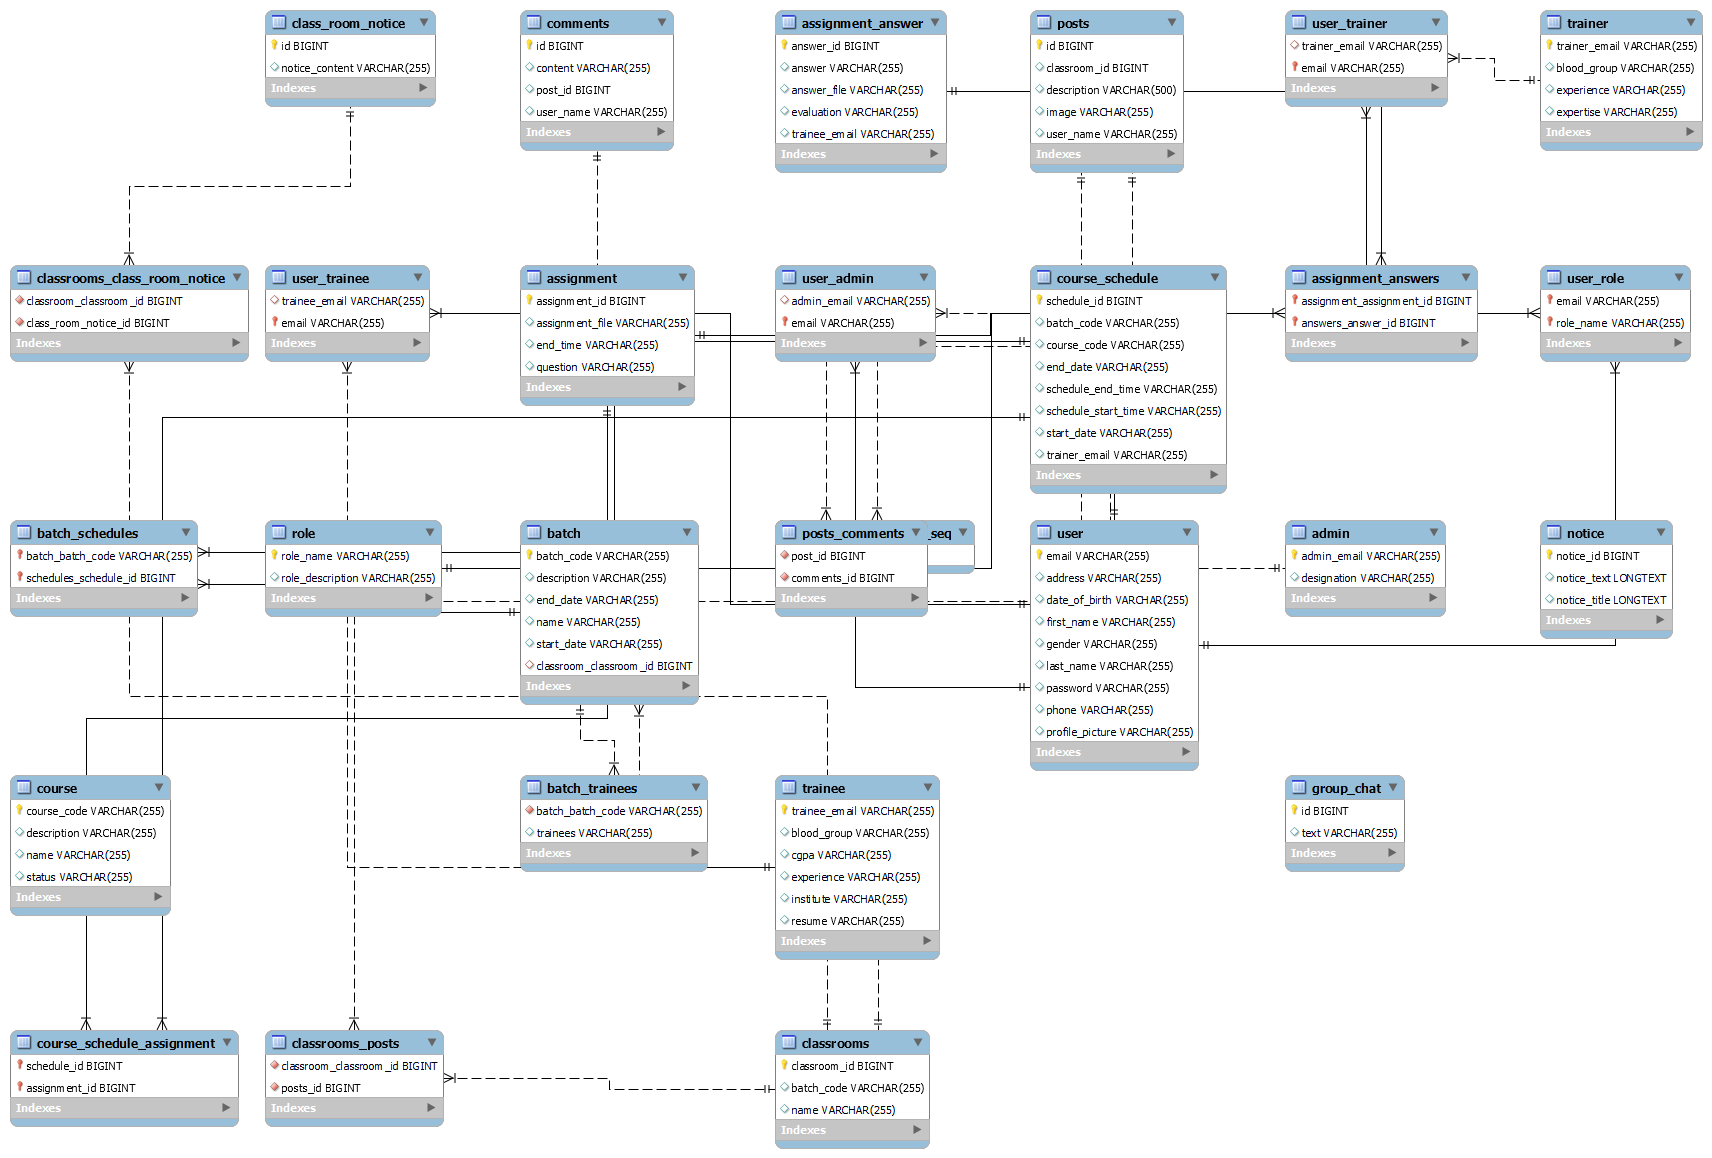 class_room_notice
id BIGINT
notice_content VARCHAR(255)
Indexes
comments
id BIGINT
content VARCHAR(255)
post_id BIGINT
user_name VARCHAR(255)
Indexes
assignment_answer
answer_id BIGINT
answer VARCHAR(255)
answer_file VARCHAR(255)
evaluation VARCHAR(255)
trainee_email VARCHAR(255)
Indexes
posts
id BIGINT
classroom_id BIGINT
description VARCHAR(500)
image VARCHAR(255)
user_name VARCHAR(255)
Indexes
user_trainer
trainer_email VARCHAR(255)
email VARCHAR(255)
Indexes
trainer
trainer_email VARCHAR(255)
blood_group VARCHAR(255)
experience VARCHAR(255)
expertise VARCHAR(255)
Indexes
classrooms_class_room_notice
classroom_classroom_id BIGINT
class_room_notice_id BIGINT
Indexes
user_trainee
trainee_email VARCHAR(255)
email VARCHAR(255)
Indexes
assignment
assignment_id BIGINT
assignment_file VARCHAR(255)
end_time VARCHAR(255)
question VARCHAR(255)
Indexes
user_admin
admin_email VARCHAR(255)
email VARCHAR(255)
Indexes
course_schedule
schedule_id BIGINT
batch_code VARCHAR(255)
course_code VARCHAR(255)
end_date VARCHAR(255)
schedule_end_time VARCHAR(255)
schedule_start_time VARCHAR(255)
start_date VARCHAR(255)
trainer_email VARCHAR(255)
Indexes
assignment_answers
assignment_assignment_id BIGINT
answers_answer_id BIGINT
Indexes
user_role
email VARCHAR(255)
role_name VARCHAR(255)
Indexes
batch_schedules
batch_batch_code VARCHAR(255)
schedules_schedule_id BIGINT
Indexes
role
role_name VARCHAR(255)
role_description VARCHAR(255)
Indexes
batch
batch_code VARCHAR(255)
description VARCHAR(255)
end_date VARCHAR(255)
name VARCHAR(255)
start_date VARCHAR(255)
classroom_classroom_id BIGINT
Indexes
posts_comments
post_id BIGINT
comments_id BIGINT
Indexes
_seq
user
email VARCHAR(255)
address VARCHAR(255)
date_of_birth VARCHAR(255)
first_name VARCHAR(255)
gender VARCHAR(255)
last_name VARCHAR(255)
password VARCHAR(255)
phone VARCHAR(255)
profile_picture VARCHAR(255)
Indexes
admin
admin_email VARCHAR(255)
designation VARCHAR(255)
Indexes
notice
notice_id BIGINT
notice_text LONGTEXT
notice_title LONGTEXT
Indexes
course
course_code VARCHAR(255)
description VARCHAR(255)
name VARCHAR(255)
status VARCHAR(255)
Indexes
batch_trainees
batch_batch_code VARCHAR(255)
trainees VARCHAR(255)
Indexes
trainee
trainee_email VARCHAR(255)
blood_group VARCHAR(255)
cgpa VARCHAR(255)
experience VARCHAR(255)
institute VARCHAR(255)
resume VARCHAR(255)
Indexes
group_chat
id BIGINT
text VARCHAR(255)
Indexes
course_schedule_assignment
schedule_id BIGINT
assignment_id BIGINT
Indexes
classrooms_posts
classroom_classroom_id BIGINT
posts_id BIGINT
Indexes
classrooms
classroom_id BIGINT
batch_code VARCHAR(255)
name VARCHAR(255)
Indexes